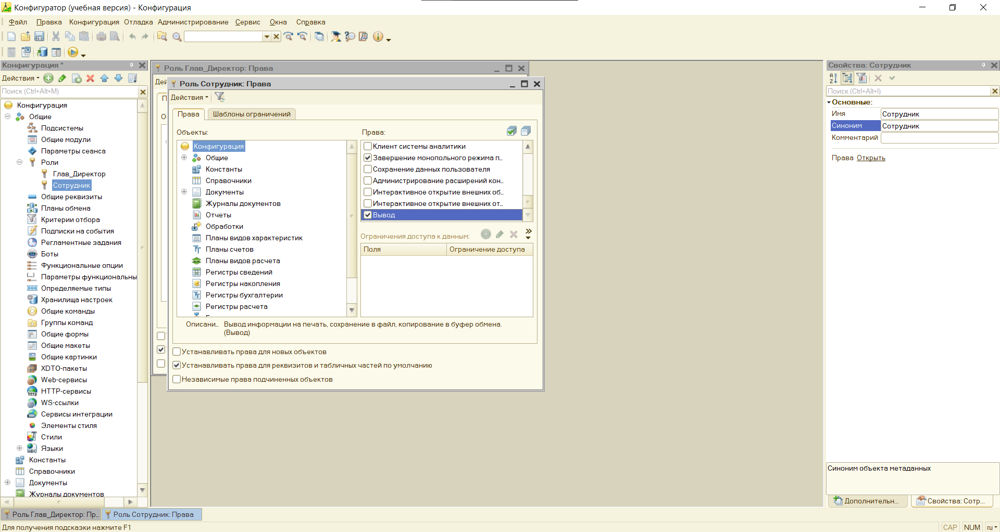 Конфигуратор (учебная версия) - Конфигурация
Файл Правка Конфигурация Отладка Администрирование Сервис Окна Справка
Конфигурация *
Действия
Поиск (Ctrl+Alt+M)
Конфигурация
Общие
Подсистемы
Общие модули
Параметры сеанса
Роли
Глав_Директор
Сотрудник
Общие реквизиты
Планы обмена
Критерии отбора
Подписки на события
Регламентные задания
Боты
Функциональные опции
Параметры функциональны
Определяемые типы
Хранилища настроек
Общие команды
Группы команд
Общие формы
Общие макеты
Общие картинки
XDTO-пакеты
Web-сервисы
HTTP-сервисы
WS-ссылки
Сервисы интеграции
Элементы стиля
Стили
Языки
Константы
Справочники
Документы
Журналы документов
Роль Глав_Директор: Права
Роль Сотрудник: Права
Действия
Права Шаблоны ограничений
Объекты:
Конфигурация
Общие
Константы
Справочники
Документы
Журналы документов
Отчеты
Обработки
Планы видов характеристик
Планы счетов
Планы видов расчета
Регистры сведений
Регистры накопления
Регистры бухгалтерии
Регистры расчета
Права:
Клиент системы аналитики
Завершение монопольного режима п...
Сохранение данных пользователя
Администрирование расширений кон...
Интерактивное открытие внешних об...
Интерактивное открытие внешних от...
Вывод
Ограничения доступа к данным:
Поля Ограничение доступа
Описани... Вывод информации на печать, сохранение в файл, копирование в буфер обмена.
(Вывод)
Устанавливать права для новых объектов
Устанавливать права для реквизитов и табличных частей по умолчанию
Независимые права подчиненных объектов
Свойства: Сотрудник
Поиск (Ctrl+Alt+I)
Основные:
Имя Сотрудник
Синоним Сотрудник
Комментарий
Права Открыть
Синоним объекта метаданных
Дополнительн... Свойства: Сотр...
Роль Глав_Директор: Пр... Роль Сотрудник: Права
Для получения подсказки нажмите F1
CAP NUM ru